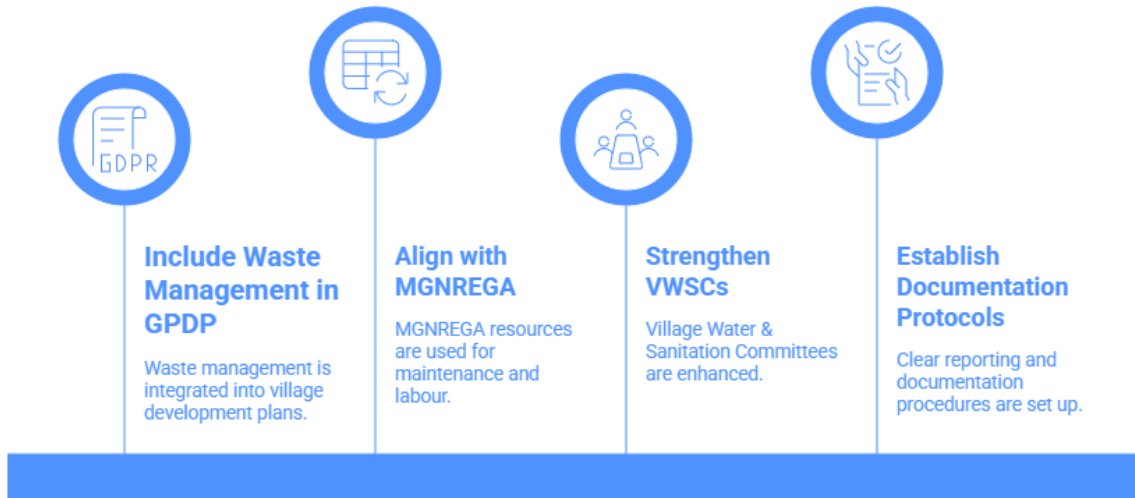 GDPR
Include Waste
Management in
GPDP
Waste management is
integrated into village
development plans.
Align with
MGNREGA
MGNREGA resources
are used for
maintenance and
labour.
Strengthen
VWSCs
Village Water &
Sanitation Committees
are enhanced.
Establish
Documentation
Protocols
Clear reporting and
documentation
procedures are set up.